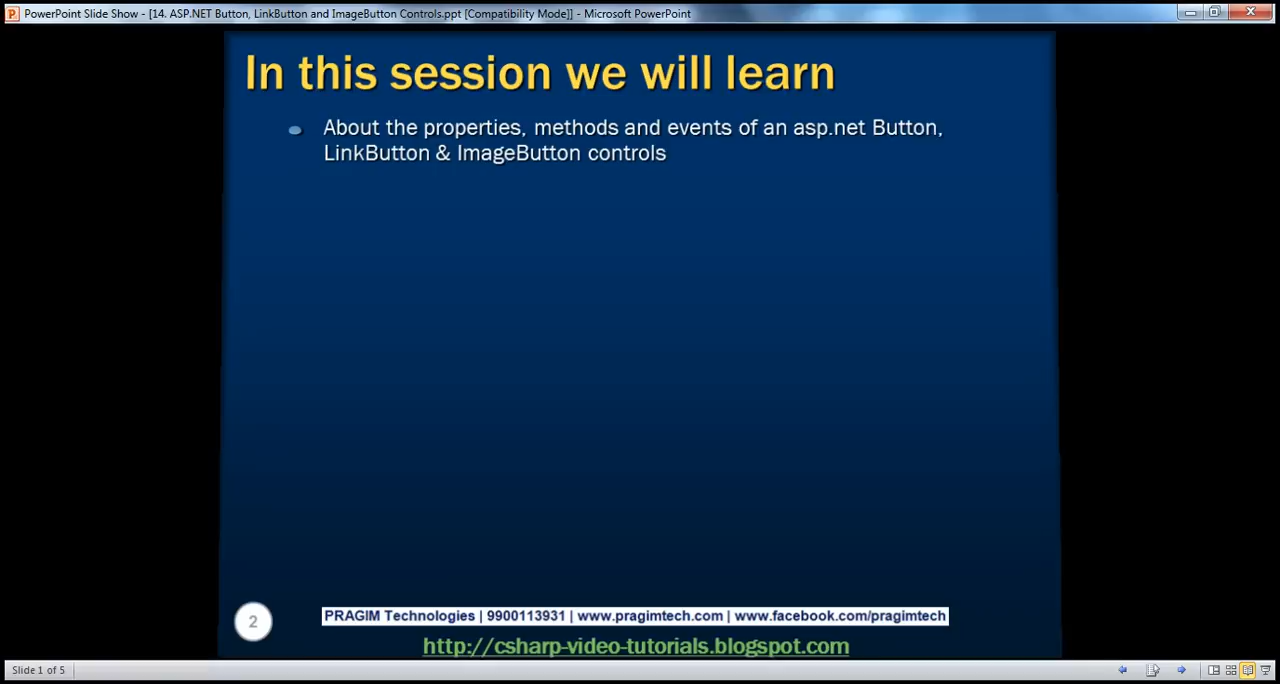 PowerPoint Slide Show - [14. ASP.NET Button, LinkButton and ImageButton Controls.ppt [Compatibility Mode]] - Microsoft PowerPoint
In this session we will learn
About the properties, methods and events of an asp.net Button,
LinkButton & ImageButton controls
2
PRAGIM Technologies | 9900113931 | www.pragimtech.com | www.facebook.com/pragimtech
http://csharp-video-tutorials.blogspot.com
Slide 1 of 5